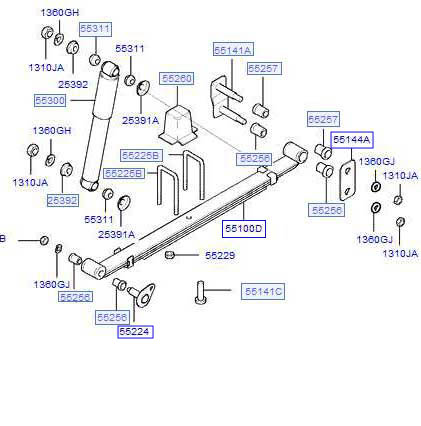 1360GH
55311
55311
55141A
55257
1310JA
25392
55260
55300
25391A
55257
1360GH
55144A
55225B
55256
1360GJ
1310JA
1310JA
55225B
25392
55256
55311
55100D
25391A
1360GJ
B
1310JA
55229
1360GJ
55256
55141C
55256
55224